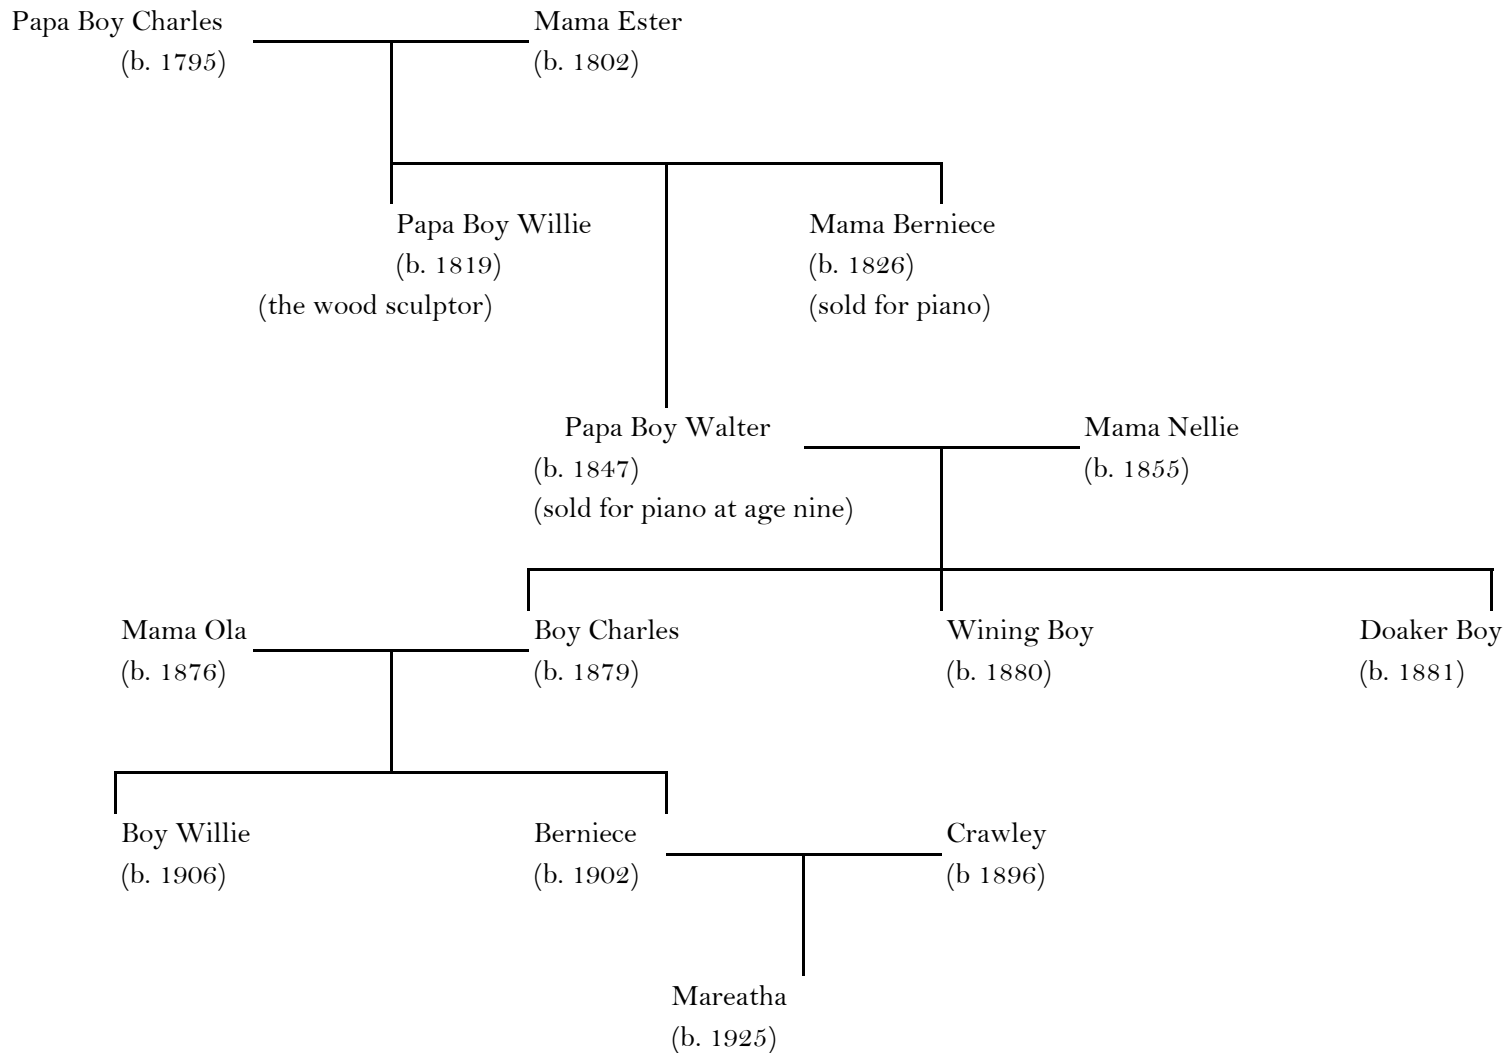 Papa Boy Charles
(b. 1795)
Mama Ester
(b. 1802)
Papa Boy Willie
(b. 1819)
(the wood sculptor)
Mama Berniece
(b. 1826)
(sold for piano)
Papa Boy Walter
(b. 1847)
(sold for piano at age nine)
Mama Nellie
(b. 1855)
Mama Ola
(b. 1876)
Boy Charles
(b. 1879)
Wining Boy
(b. 1880)
Doaker Boy
(b. 1881)
Boy Willie
(b. 1906)
Berniece
(b. 1902)
Crawley
(b 1896)
Mareatha
(b. 1925)